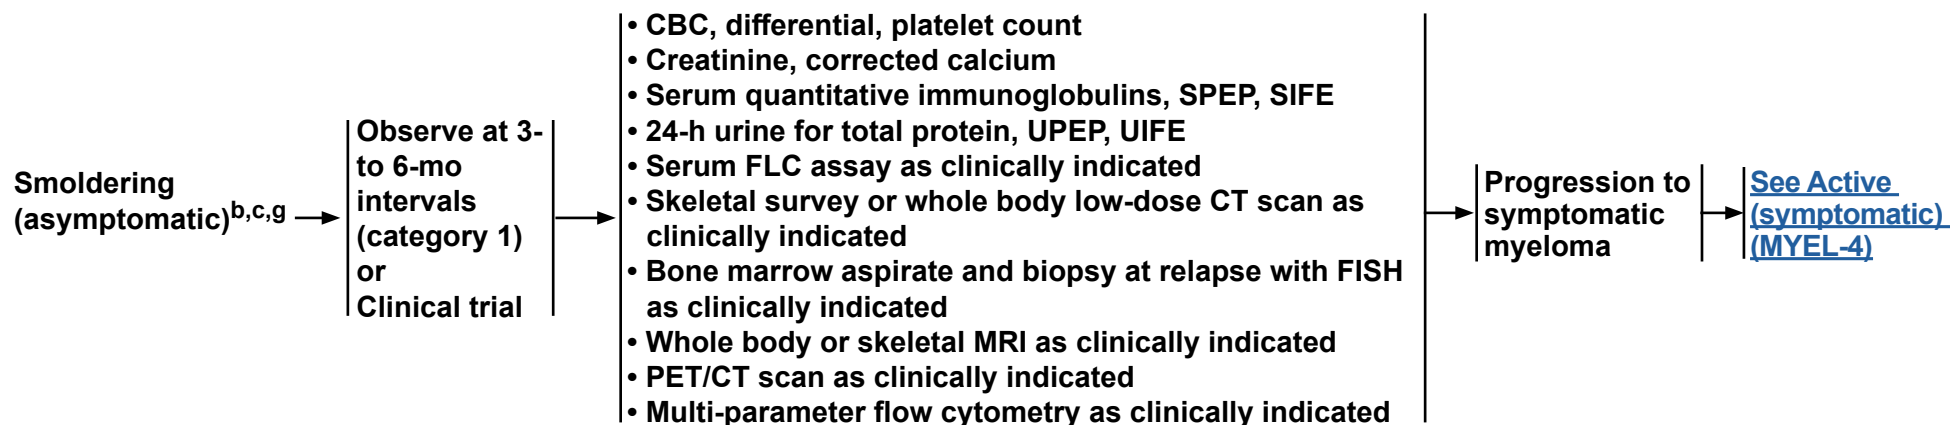 Smoldering
(asymptomatic)b,c,g
Observe at 3-
to 6-mo
intervals
(category 1)
or
Clinical trial
• CBC, differential, platelet count
• Creatinine, corrected calcium
• Serum quantitative immunoglobulins, SPEP, SIFE
• 24-h urine for total protein, UPEP, UIFE
• Serum FLC assay as clinically indicated
• Skeletal survey or whole body low-dose CT scan as
clinically indicated
• Bone marrow aspirate and biopsy at relapse with FISH
as clinically indicated
• Whole body or skeletal MRI as clinically indicated
• PET/CT scan as clinically indicated
• Multi-parameter flow cytometry as clinically indicated
Progression to
symptomatic
myeloma
See Active
(symptomatic)
(MYEL-4)